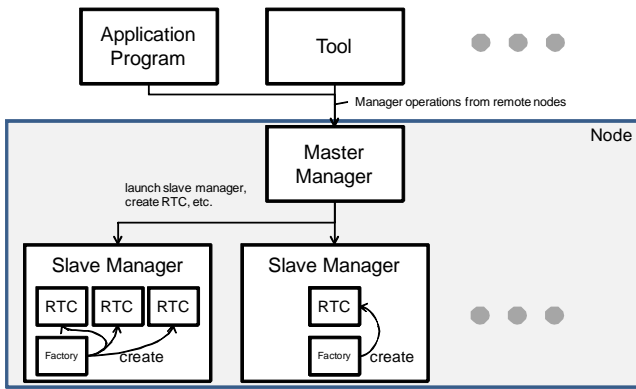 Application
Program
Tool
Manager operations from remote nodes
Node
Master
Manager
launch slave manager,
create RTC, etc.
Slave Manager
RTC RTC RTC
Factory create
Slave Manager
RTC
Factory create